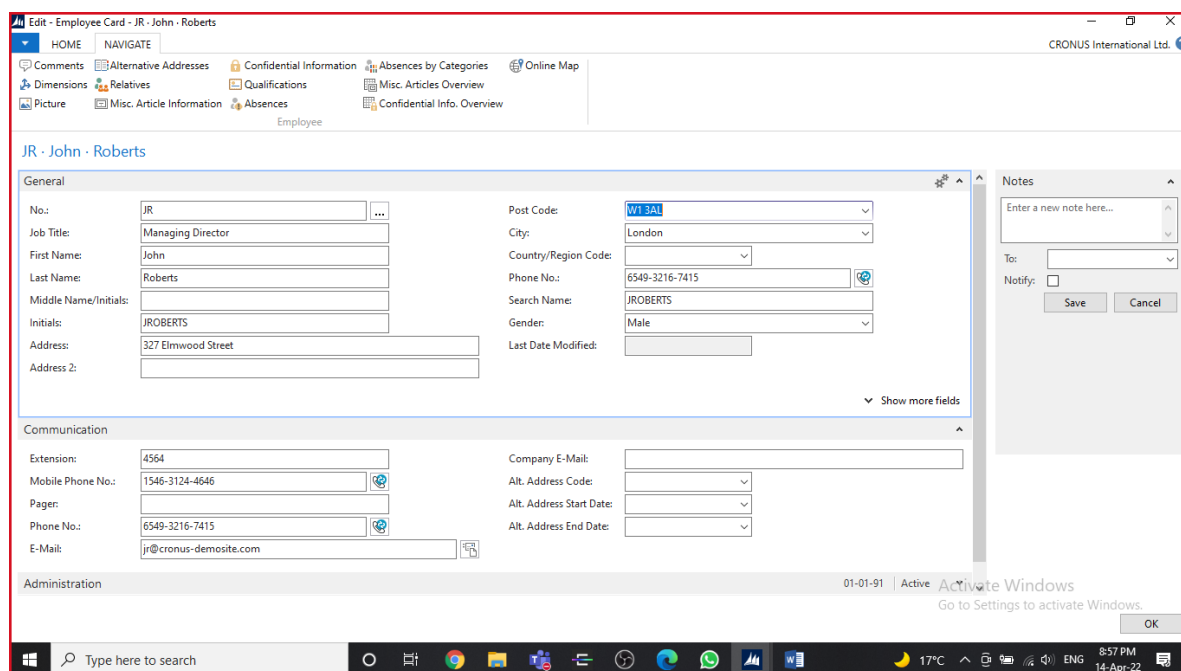 Edit - Employee Card - JR · John · Roberts
HOME NAVIGATE CRONUS International Ltd.
Comments Alternative Addresses Confidential Information Absences by Categories Online Map
Dimensions Relatives Qualifications Misc. Articles Overview
Picture Misc. Article Information Absences Confidential Info. Overview
Employee
JR · John · Roberts
General
No.: JR ... Post Code: W1 3AL
Job Title: Managing Director City: London
First Name: John Country/Region Code:
Last Name: Roberts Phone No.: 6549-3216-7415
Middle Name/Initials: Search Name: JROBERTS
Initials: JROBERTS Gender: Male
Address: 327 Elmwood Street Last Date Modified:
Address 2:
Show more fields
Communication
Extension: 4564 Company E-Mail:
Mobile Phone No.: 1546-3124-4646 Alt. Address Code:
Pager: Alt. Address Start Date:
Phone No.: 6549-3216-7415 Alt. Address End Date:
E-Mail: jr@cronus-demosite.com
Administration 01-01-91 Active
Notes
Enter a new note here...
To:
Notify:
Save Cancel
Activate Windows
Go to Settings to activate Windows.
OK
Type here to search 17°C ENG 8:57 PM
14-Apr-22